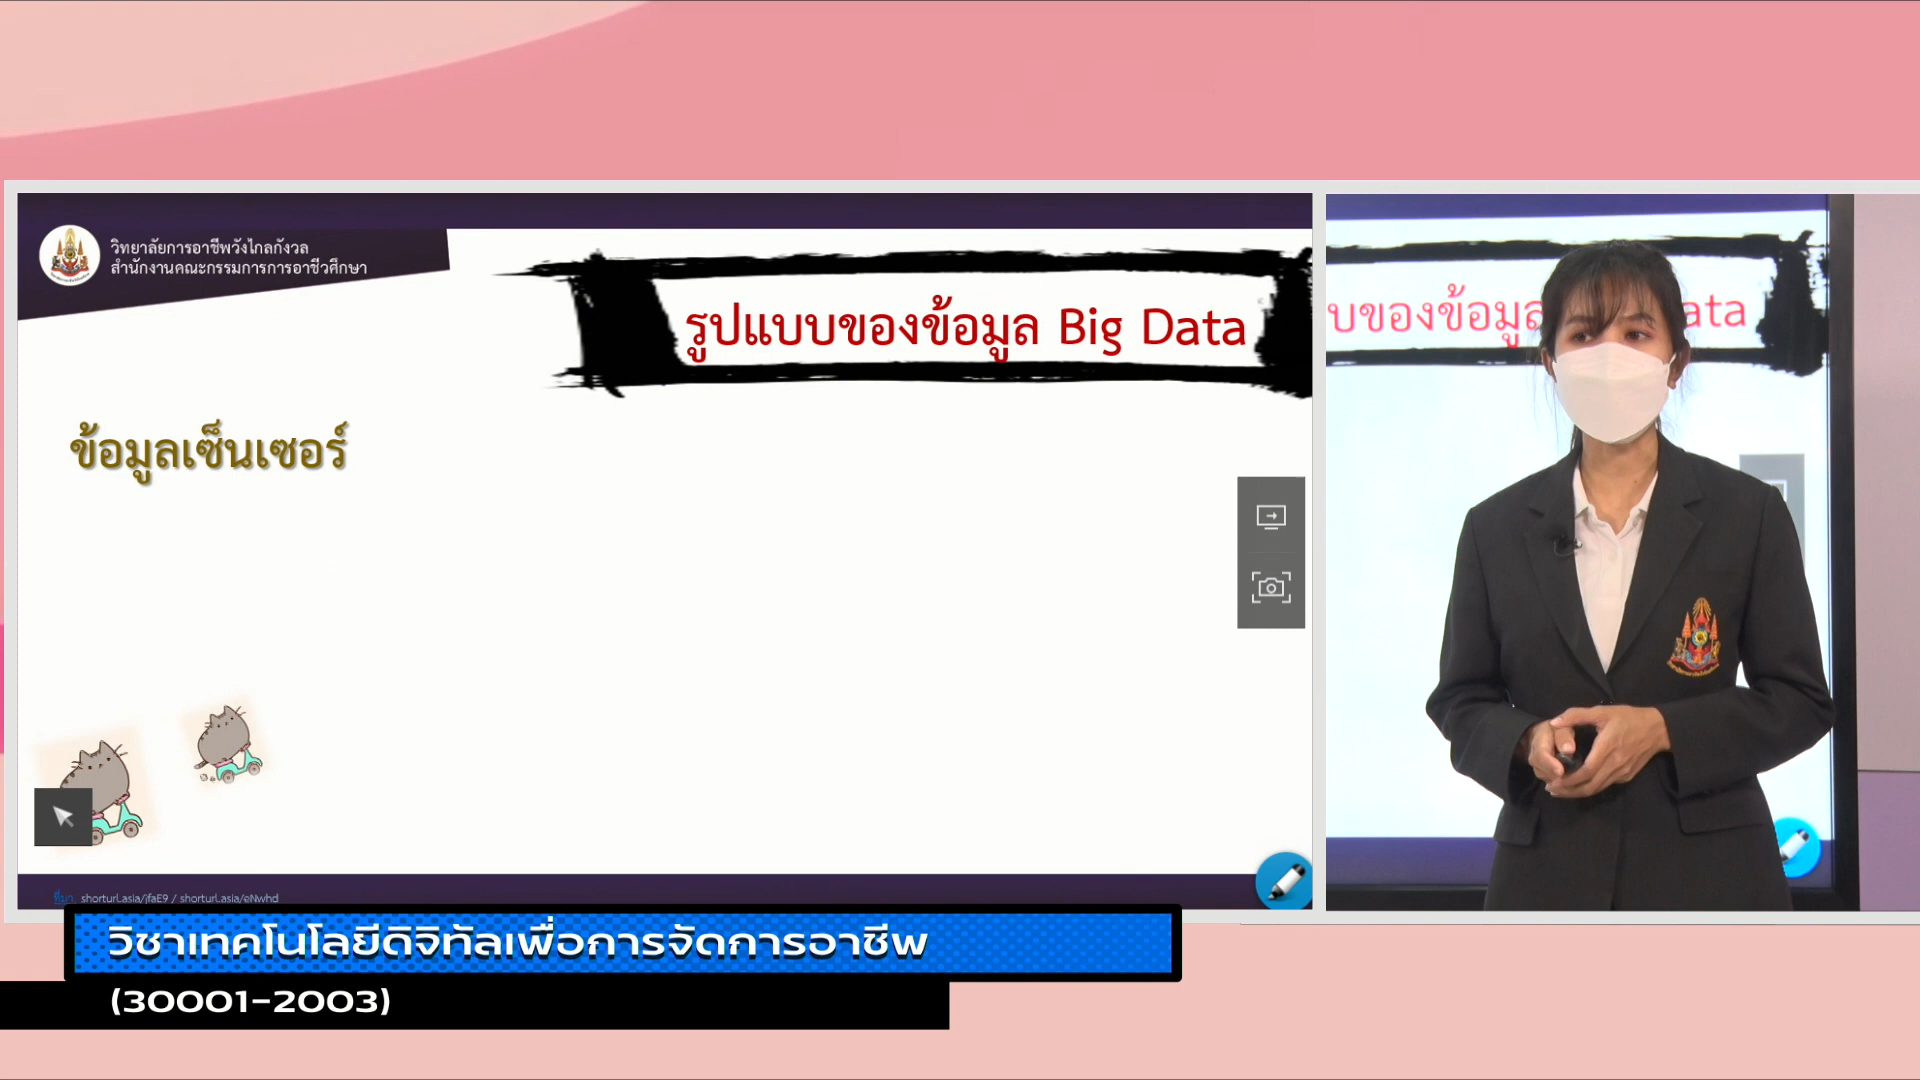 วิทยาลัยการอาชีพวังไกลกังวล
สำนักงานคณะกรรมการการอาชีวศึกษา
รูปแบบของข้อมูล Big Data
ข้อมูลเซ็นเซอร์
ที่มา shorturl.asia/jfaE9 / shorturl.asia/eNwhd
บของข้อมูล ata
วิชาเทคโนโลยีดิจิทัลเพื่อการจัดการอาชีพ
(30001-2003)